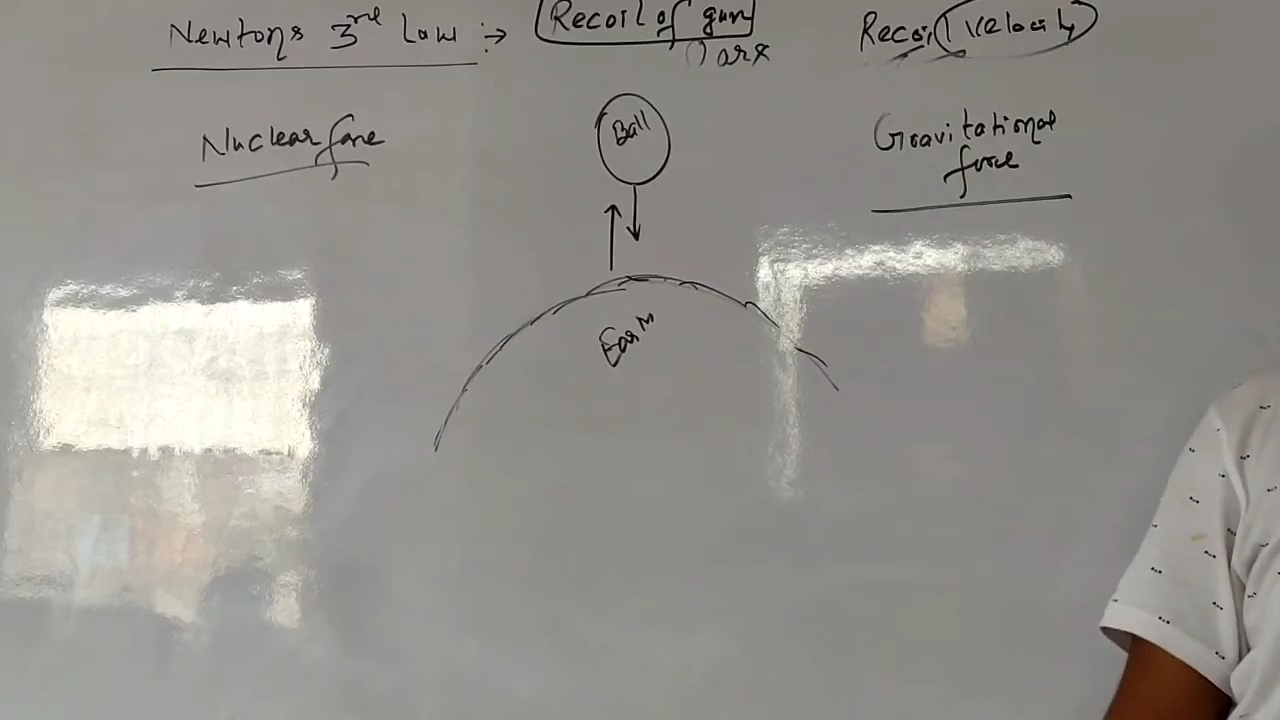 Newtons 3rd Law :→ Recoil of gun Recoil Velocity
Nuclear force
Ball
Gravitational
force
Earth